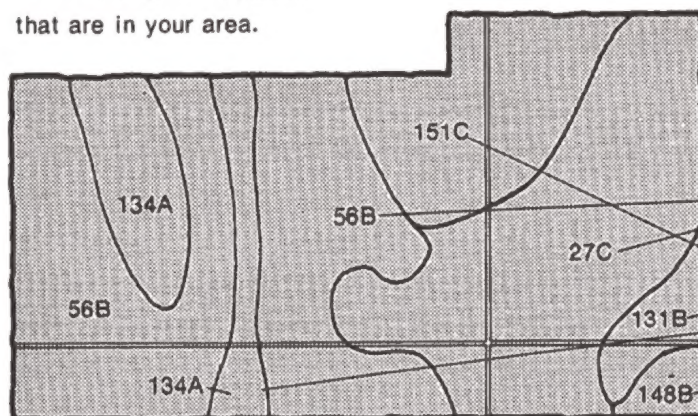 that are in your area.
151C
134A
56B
27C
56B
131B
134A
148B